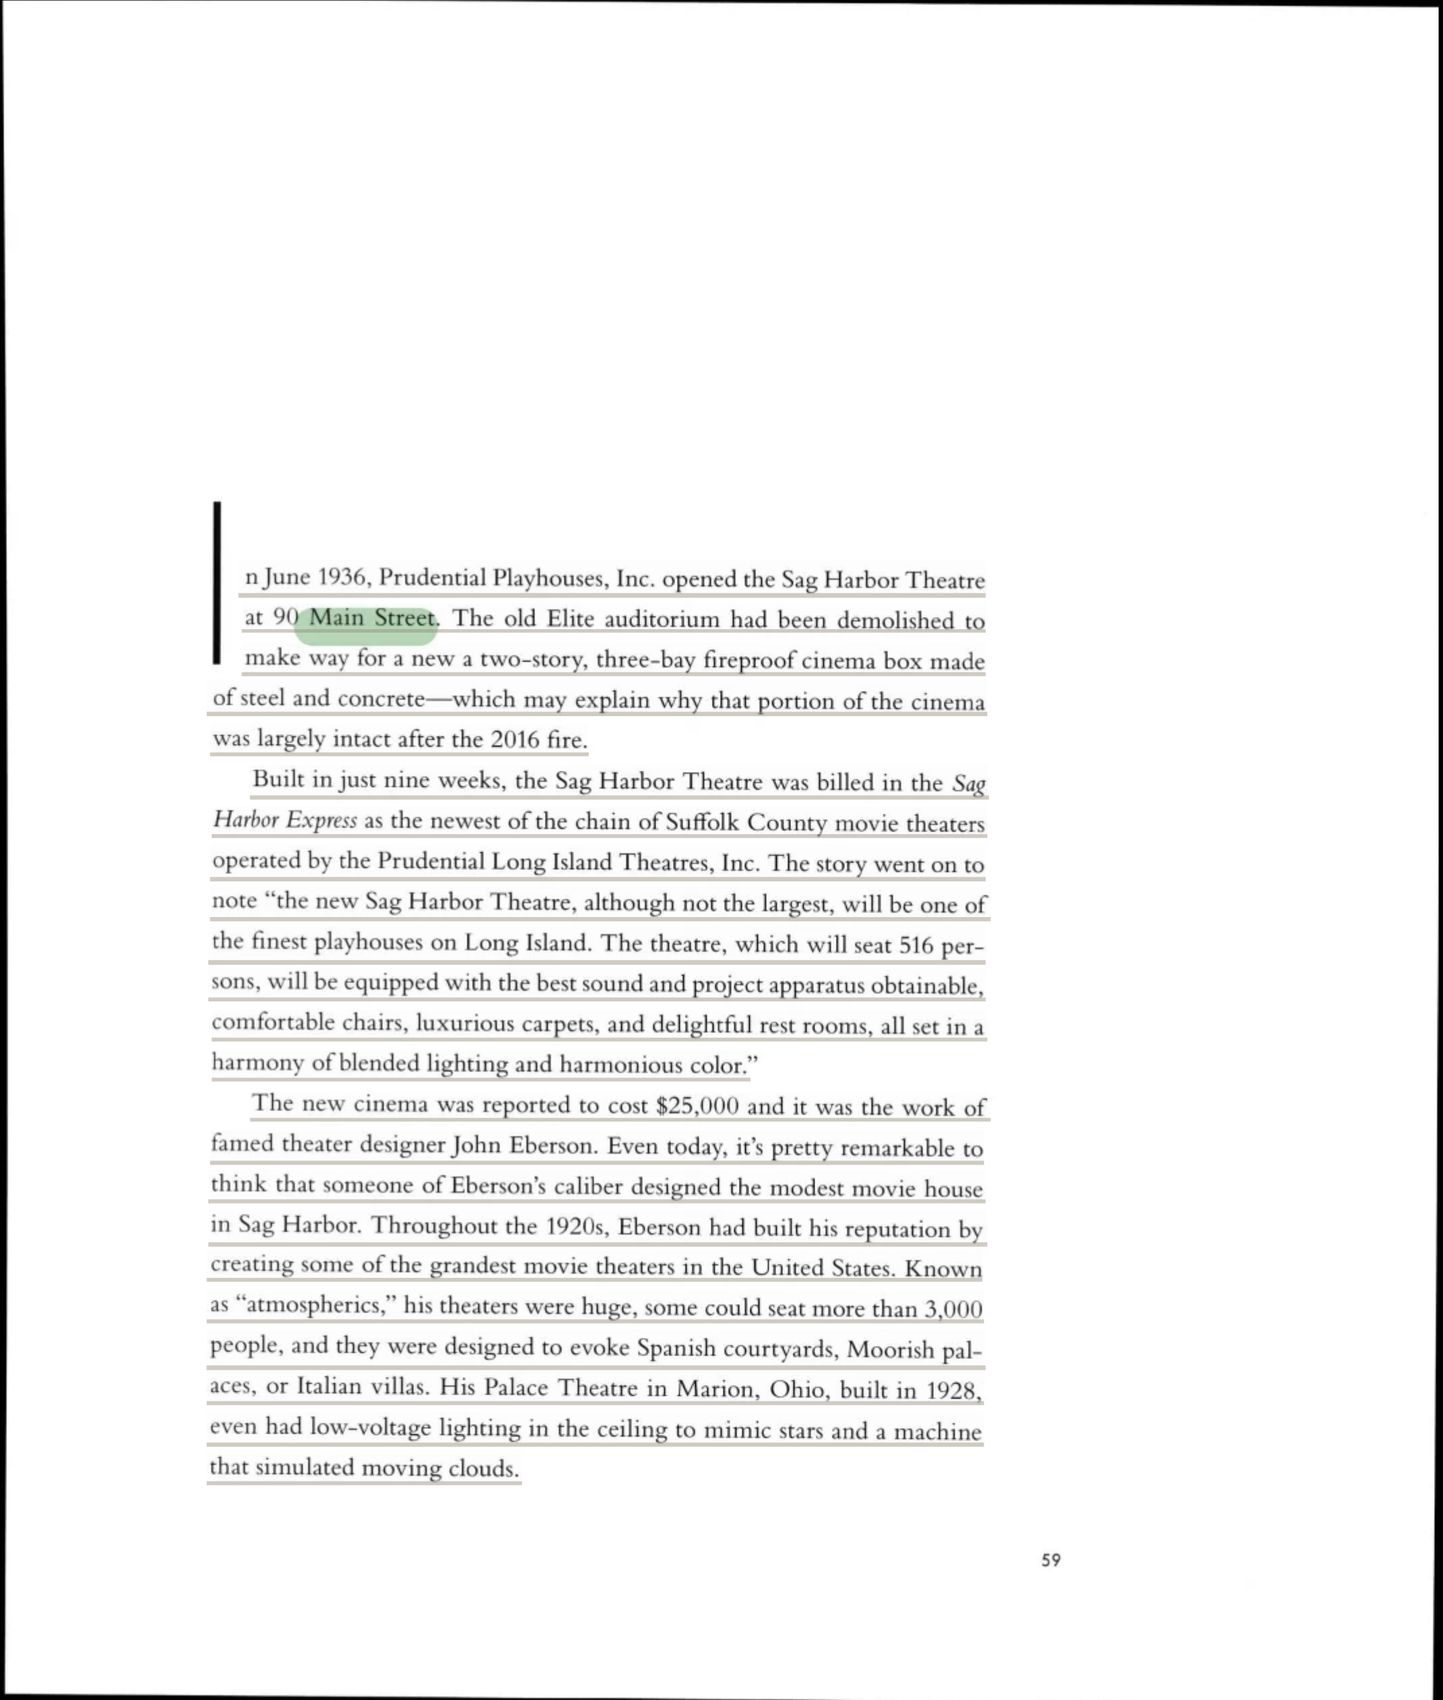 In June 1936, Prudential Playhouses, Inc. opened the Sag Harbor Theatre
at 90 Main Street. The old Elite auditorium had been demolished to
make way for a new a two-story, three-bay fireproof cinema box made
of steel and concrete—which may explain why that portion of the cinema
was largely intact after the 2016 fire.
Built in just nine weeks, the Sag Harbor Theatre was billed in the Sag
Harbor Express as the newest of the chain of Suffolk County movie theaters
operated by the Prudential Long Island Theatres, Inc. The story went on to
note “the new Sag Harbor Theatre, although not the largest, will be one of
the finest playhouses on Long Island. The theatre, which will seat 516 per-
sons, will be equipped with the best sound and project apparatus obtainable,
comfortable chairs, luxurious carpets, and delightful rest rooms, all set in a
harmony of blended lighting and harmonious color.”
The new cinema was reported to cost $25,000 and it was the work of
famed theater designer John Eberson. Even today, it’s pretty remarkable to
think that someone of Eberson’s caliber designed the modest movie house
in Sag Harbor. Throughout the 1920s, Eberson had built his reputation by
creating some of the grandest movie theaters in the United States. Known
as “atmospherics,” his theaters were huge, some could seat more than 3,000
people, and they were designed to evoke Spanish courtyards, Moorish pal-
aces, or Italian villas. His Palace Theatre in Marion, Ohio, built in 1928,
even had low-voltage lighting in the ceiling to mimic stars and a machine
that simulated moving clouds.
59